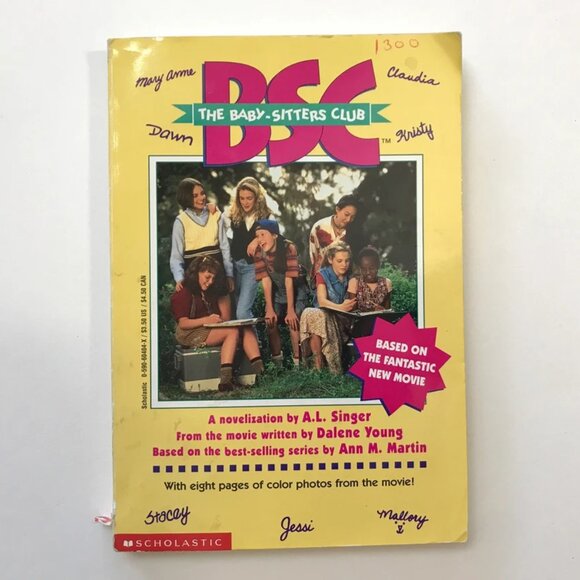 1300
Mary Anne
Claudia
BSC
THE BABY-SITTERS CLUB
TM
Dawn
Kristy
Scholastic 0-590-60404-X / $3.50 US / $4.50 CAN
BASED ON
THE FANTASTIC
NEW MOVIE
A novelization by A.L. Singer
From the movie written by Dalene Young
Based on the best-selling series by Ann M. Martin
With eight pages of color photos from the movie!
Stacey
Jessi
Mallory
SCHOLASTIC